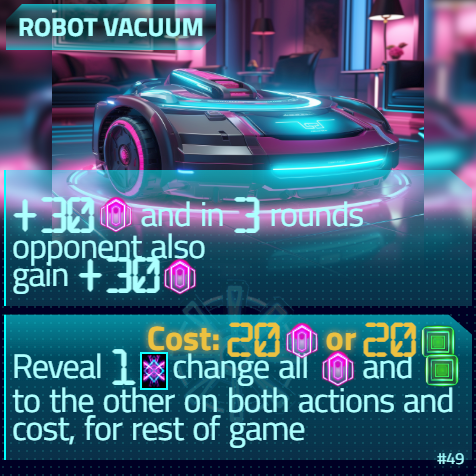 ROBOT VACUUM
+30 and in 3 rounds
opponent also
gain +30
Cost: 20 or 20
Reveal 1 change all and
to the other on both actions and
cost, for rest of game
#49